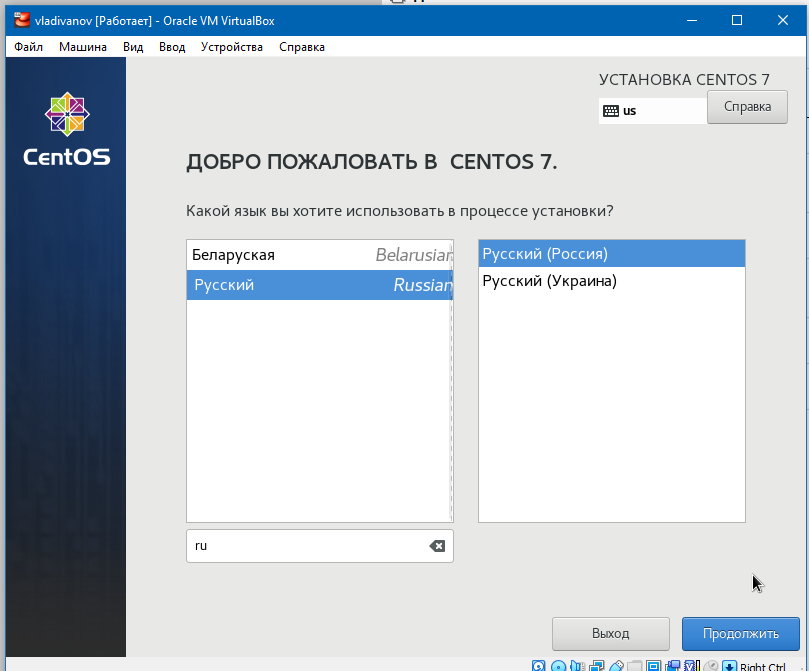 vladivanov [Работает] - Oracle VM VirtualBox
Файл Машина Вид Ввод Устройства Справка
УСТАНОВКА CENTOS 7
us
Справка
CentOS
ДОБРО ПОЖАЛОВАТЬ В CENTOS 7.
Какой язык вы хотите использовать в процессе установки?
Беларуская Belarusian
Русский Russian
Русский (Россия)
Русский (Украина)
ru
Выход
Продолжить
Right Ctrl